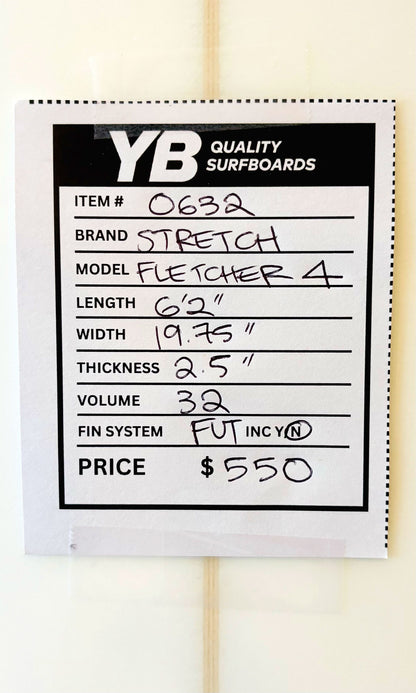 YB QUALITY SURFBOARDS
ITEM # 0632
BRAND STRETCH
MODEL FLETCHER 4
LENGTH 6'2"
WIDTH 19.75"
THICKNESS 2.5"
VOLUME 32
FIN SYSTEM FUT INC Y N
PRICE $ 550